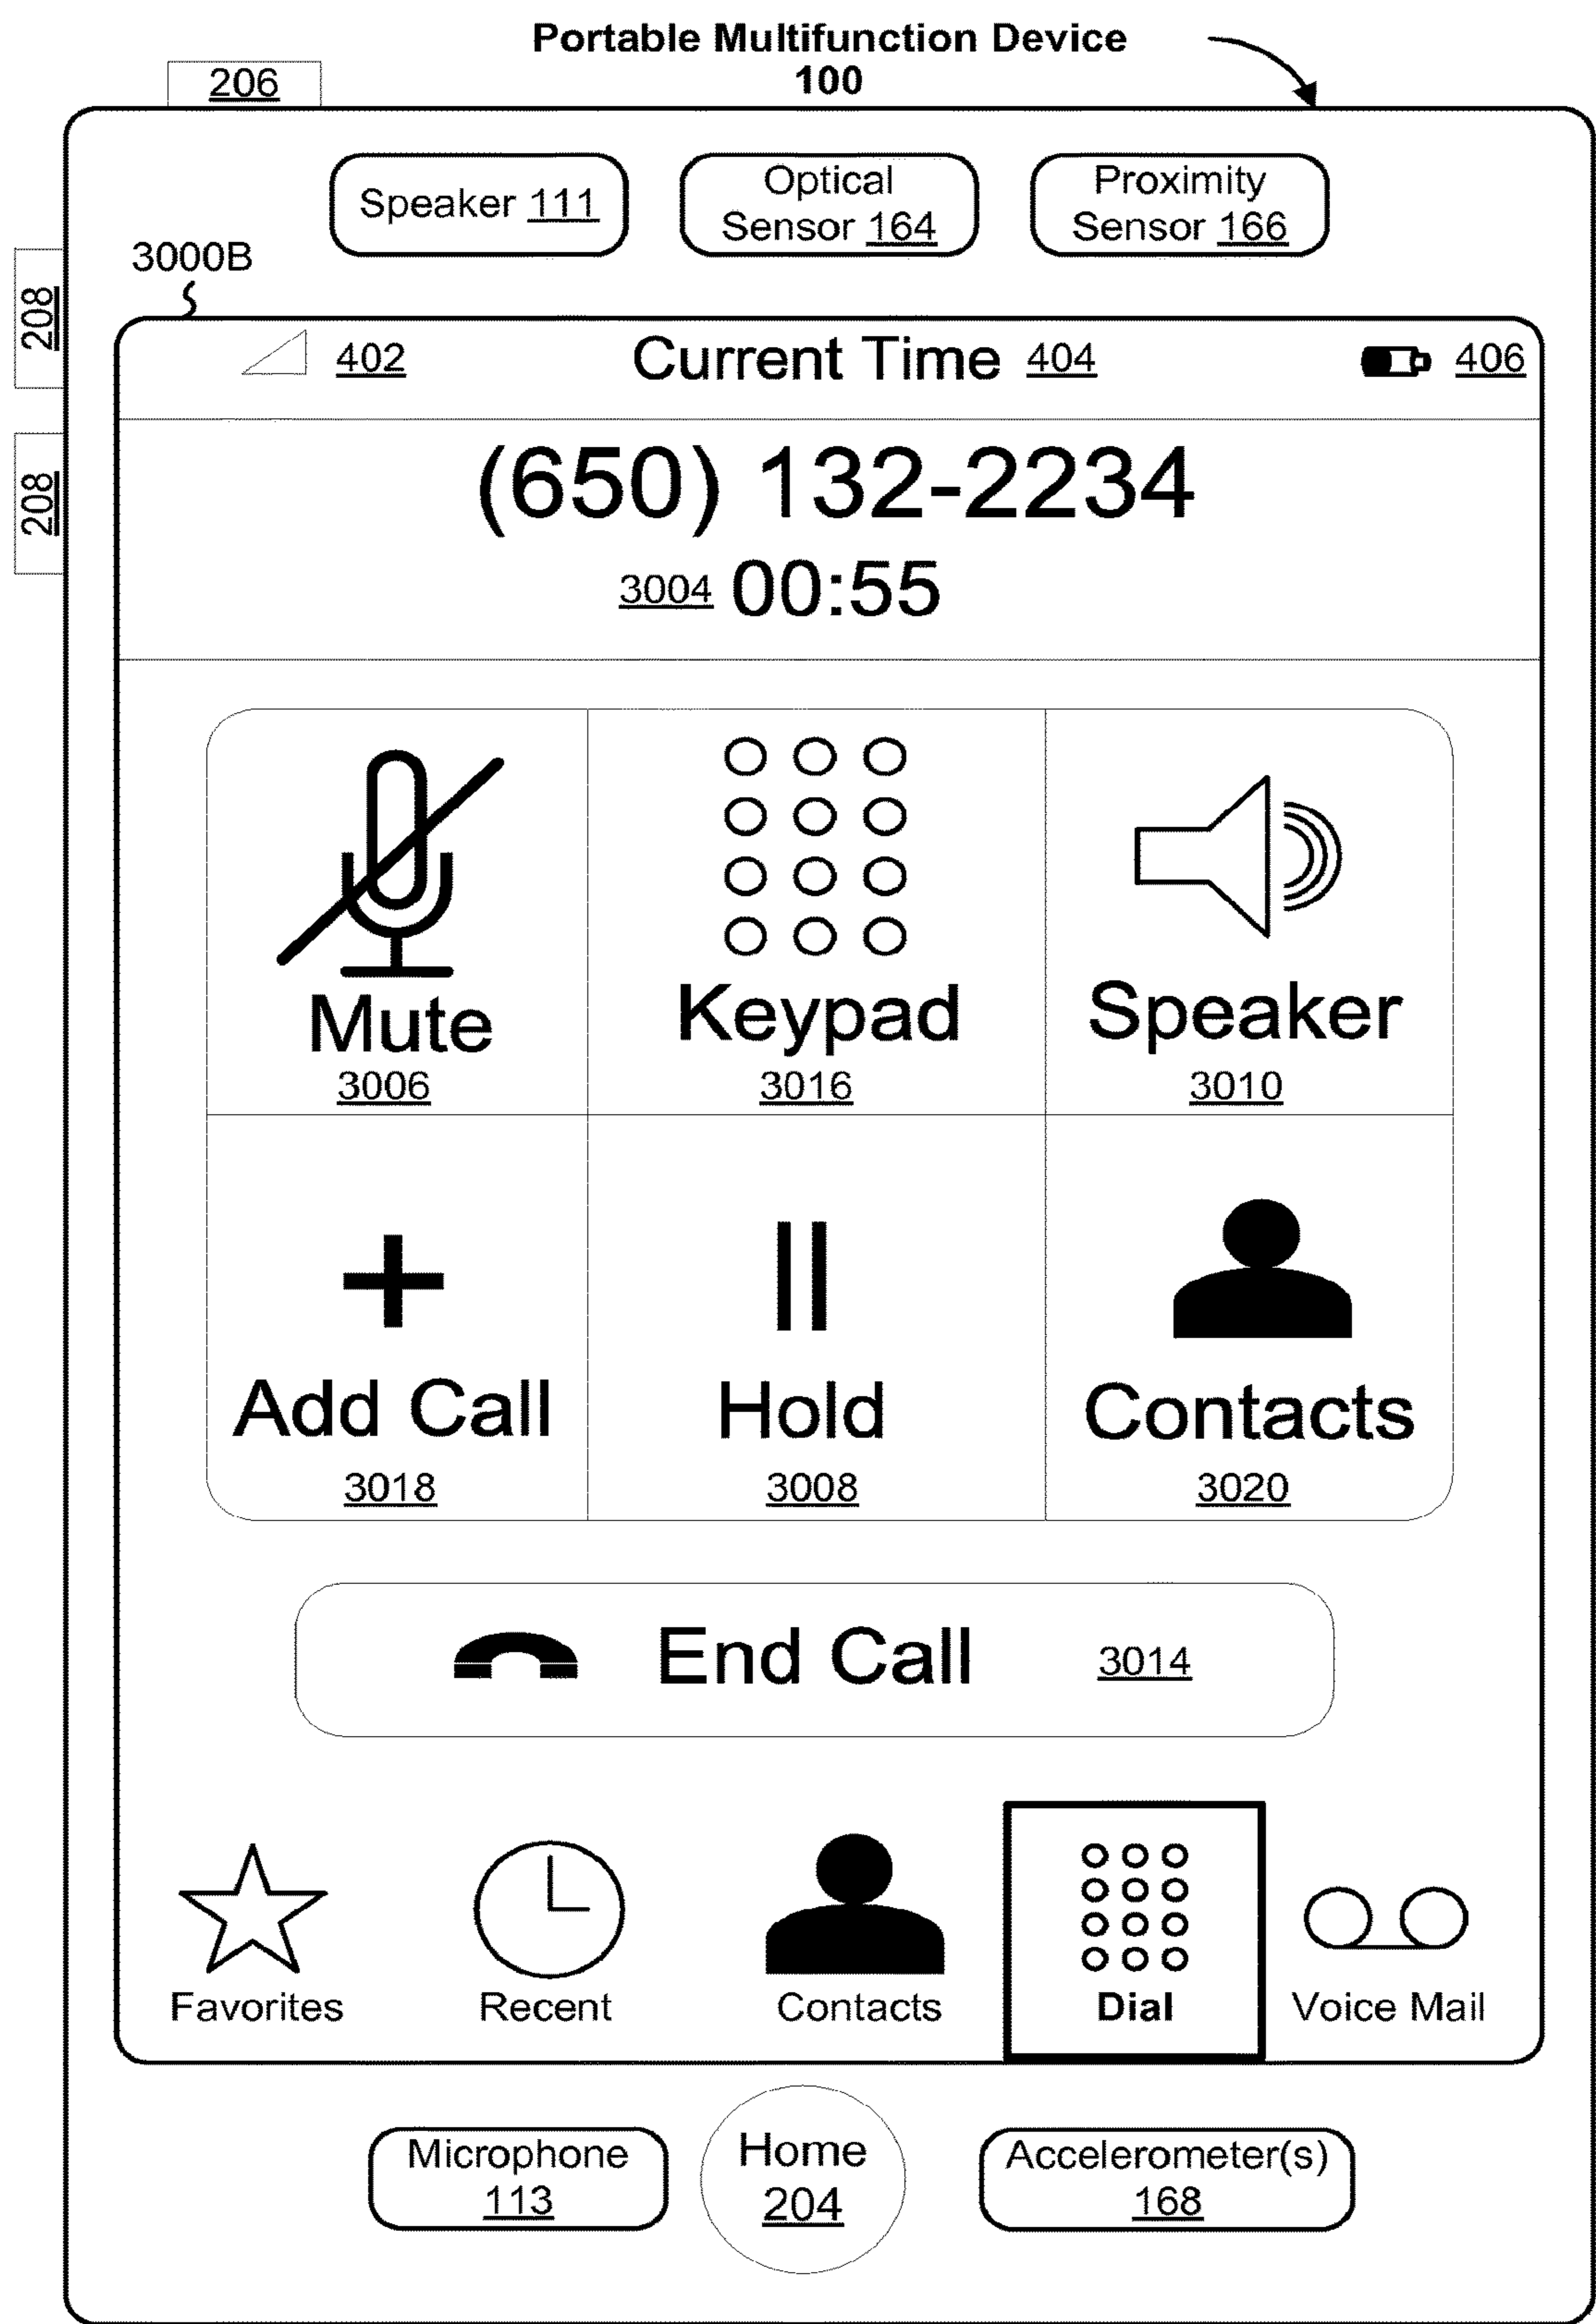 Portable Multifunction Device
100
206
Speaker 111
Optical
Sensor 164
Proximity
Sensor 166
3000B
208
208
402
Current Time 404
406
(650) 132-2234
3004 00:55
Mute
3006
Keypad
3016
Speaker
3010
Add Call
3018
Hold
3008
Contacts
3020
End Call 3014
Favorites
Recent
Contacts
Dial
Voice Mail
Microphone
113
Home
204
Accelerometer(s)
168